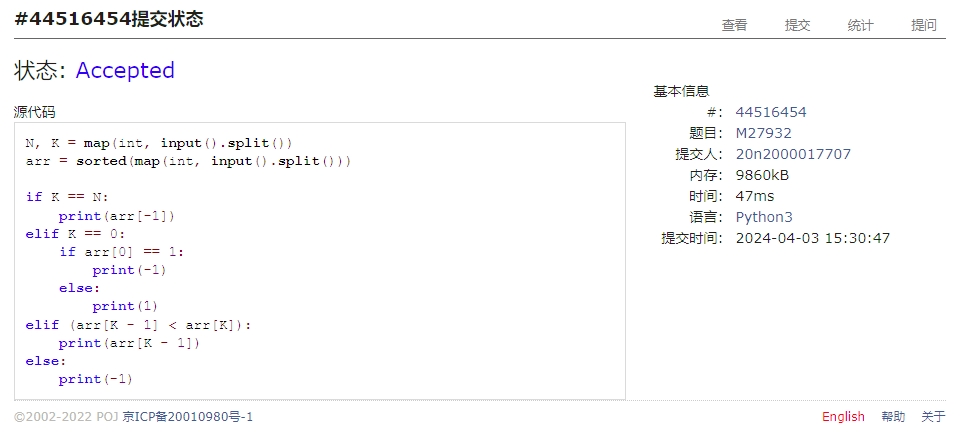 #44516454提交状态
查看 提交 统计 提问
状态: Accepted
源代码
N, K = map(int, input().split())
arr = sorted(map(int, input().split()))
if K == N:
    print(arr[-1])
elif K == 0:
    if arr[0] == 1:
        print(-1)
    else:
        print(1)
elif (arr[K - 1] < arr[K]):
    print(arr[K - 1])
else:
    print(-1)
基本信息
#: 44516454
题目: M27932
提交人: 20n2000017707
内存: 9860kB
时间: 47ms
语言: Python3
提交时间: 2024-04-03 15:30:47
©2002-2022 POJ 京ICP备20010980号-1
English 帮助 关于